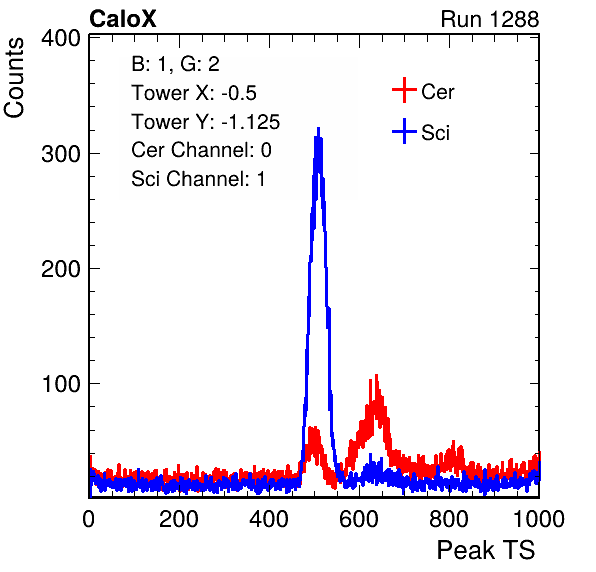 CaloX Run 1288
Counts
400
300
200
100
B: 1, G: 2
Tower X: -0.5
Tower Y: -1.125
Cer Channel: 0
Sci Channel: 1
Cer
Sci
0 200 400 600 800 1000
Peak TS